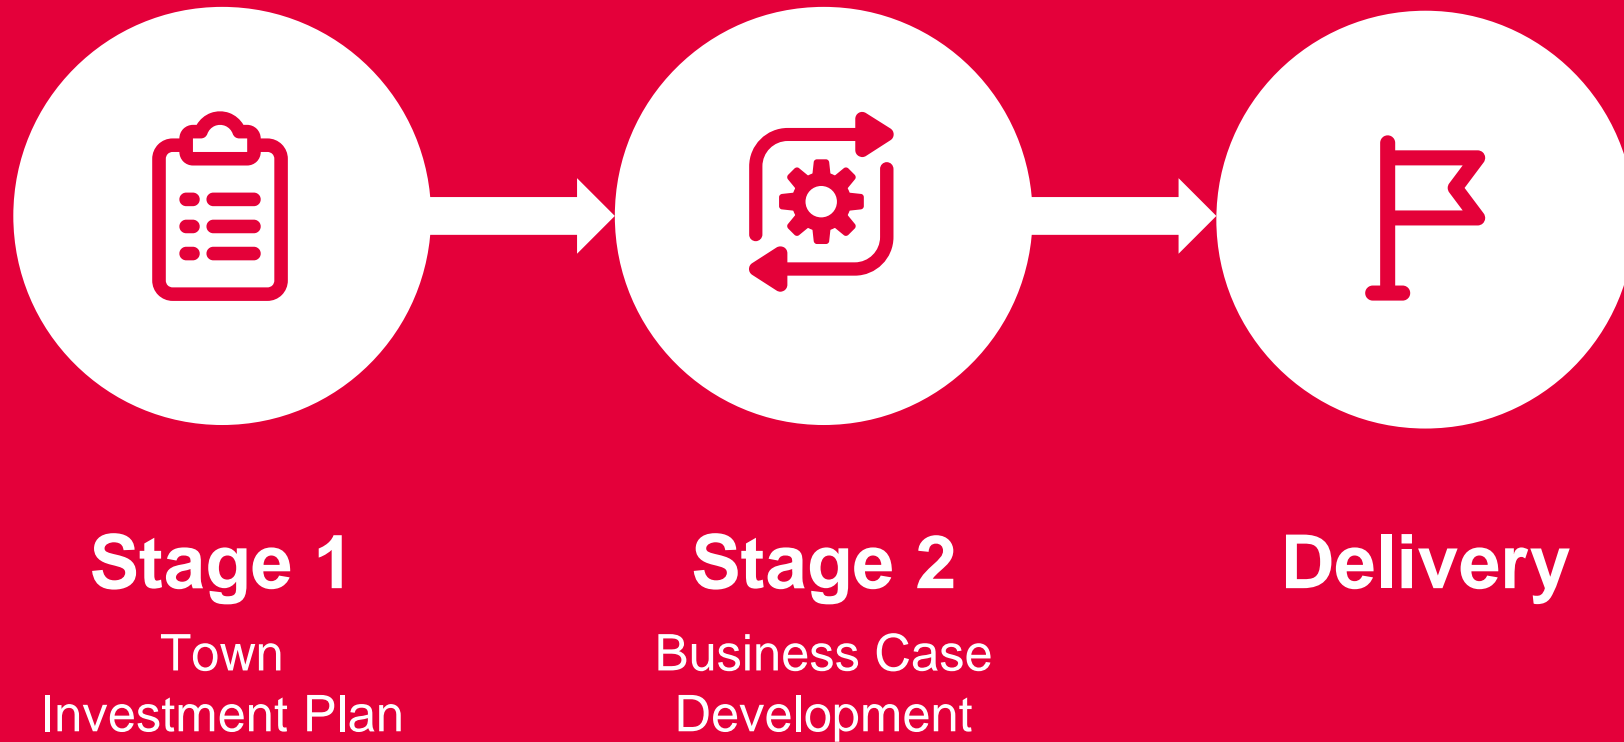 Stage 1
Town
Investment Plan
Stage 2
Business Case
Development
Delivery